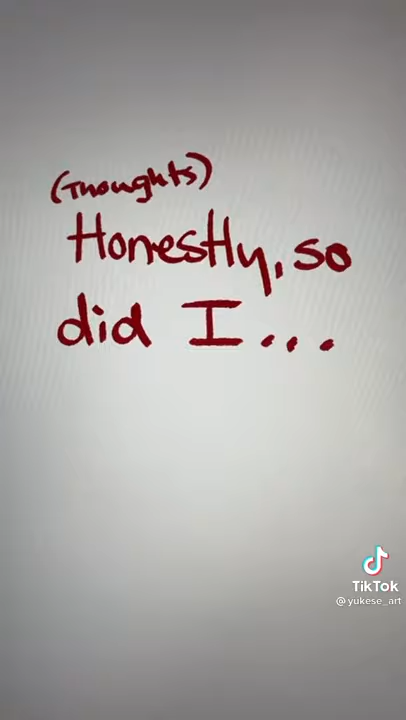 (Thoughts)
Honestly, so
did I...
TikTok
@yukese_art